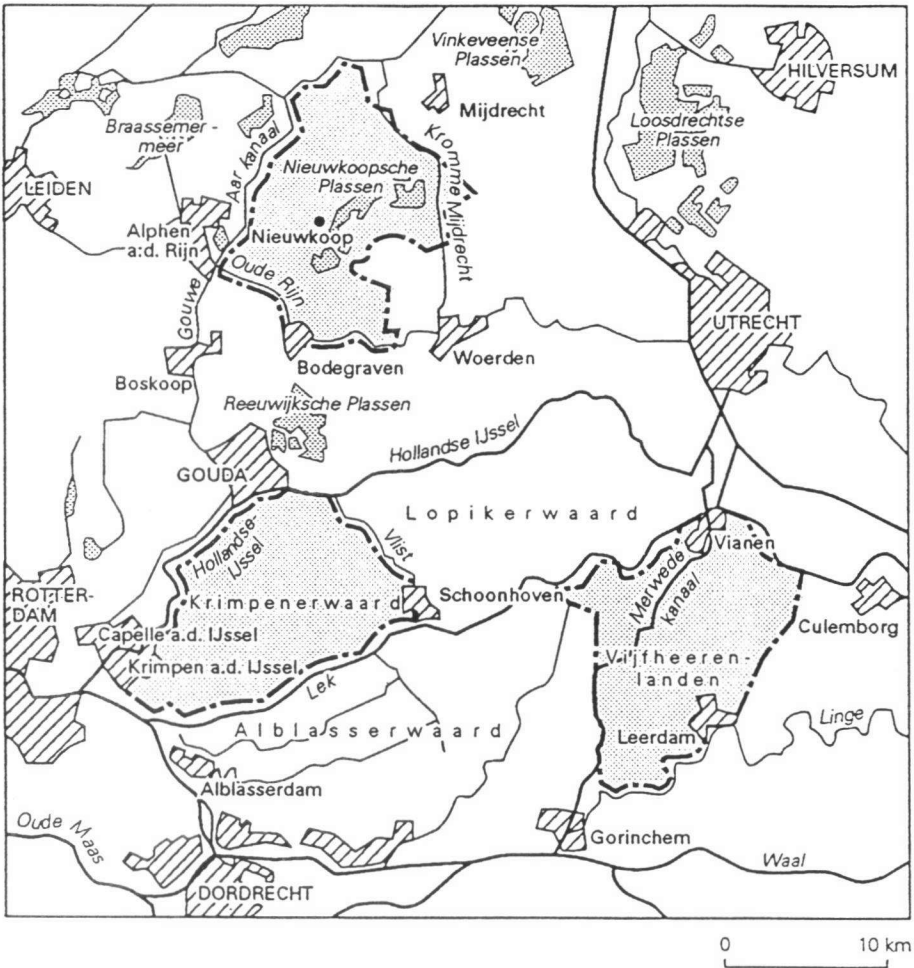 Vinkeveense
Plassen
HILVERSUM
Mijdrecht
Braassemer-
meer
Aar kanaal
Loosdrechtse
Plassen
Kromme Mijdrecht
Nieuwkoopsche
Plassen
LEIDEN
Alphen
a:d. Rijn
Nieuwkoop
Oude Rijn
Gouwe
UTRECHT
Bodegraven
Woerden
Boskoop
Reeuwijksche Plassen
Hollandse IJssel
GOUDA
Lopikerwaard
Vlist
Hollandse-
IJssel
Vianen
Merwede
kanaal
ROTTER-
DAM
Krimpenerwaard
Schoonhoven
Culemborg
Capelle a.d. IJssel
Krimpen a.d. IJssel
Vijfheeren-
landen
Lek
Linge
Alblasserwaard
Leerdam
Alblasserdam
Oude Maas
Gorinchem
Waal
DORDRECHT
0 10 km